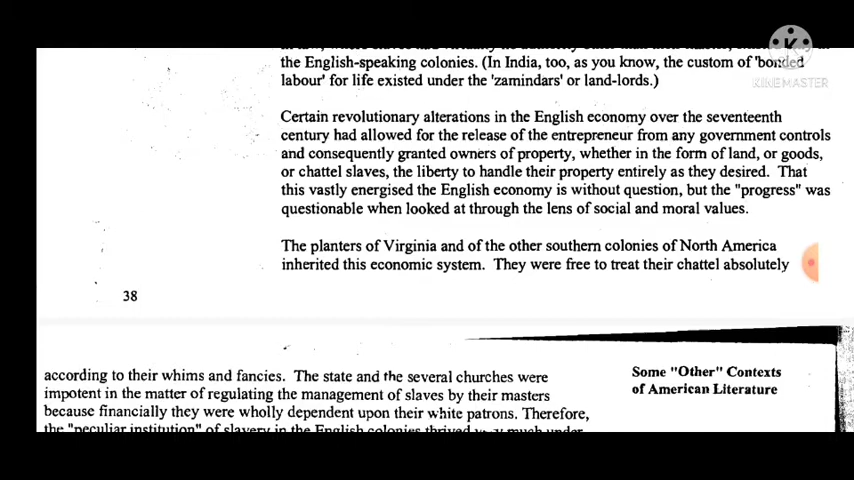 the English-speaking colonies. (In India, too, as you know, the custom of 'bonded
labour' for life existed under the 'zamindars' or land-lords.)
Certain revolutionary alterations in the English economy over the seventeenth
century had allowed for the release of the entrepreneur from any government controls
and consequently granted owners of property, whether in the form of land, or goods,
or chattel slaves, the liberty to handle their property entirely as they desired. That
this vastly energised the English economy is without question, but the "progress" was
questionable when looked at through the lens of social and moral values.
The planters of Virginia and of the other southern colonies of North America
inherited this economic system. They were free to treat their chattel absolutely
38
according to their whims and fancies. The state and the several churches were
impotent in the matter of regulating the management of slaves by their masters
because financially they were wholly dependent upon their white patrons. Therefore,
the "peculiar institution" of slavery in the English colonies thrived very much under
Some "Other" Contexts
of American Literature
KINEMASTER